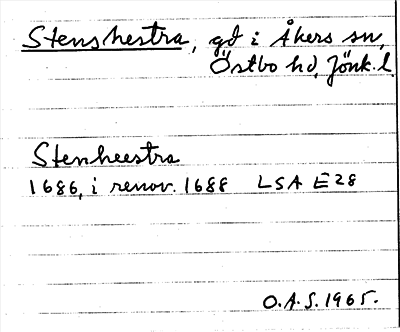 Stenshestra, gd i Åkers sn,
Östbo hd, Jönk. l.
Stenheestra
1686, i renov. 1688 LSA E28
O.A.S. 1965.